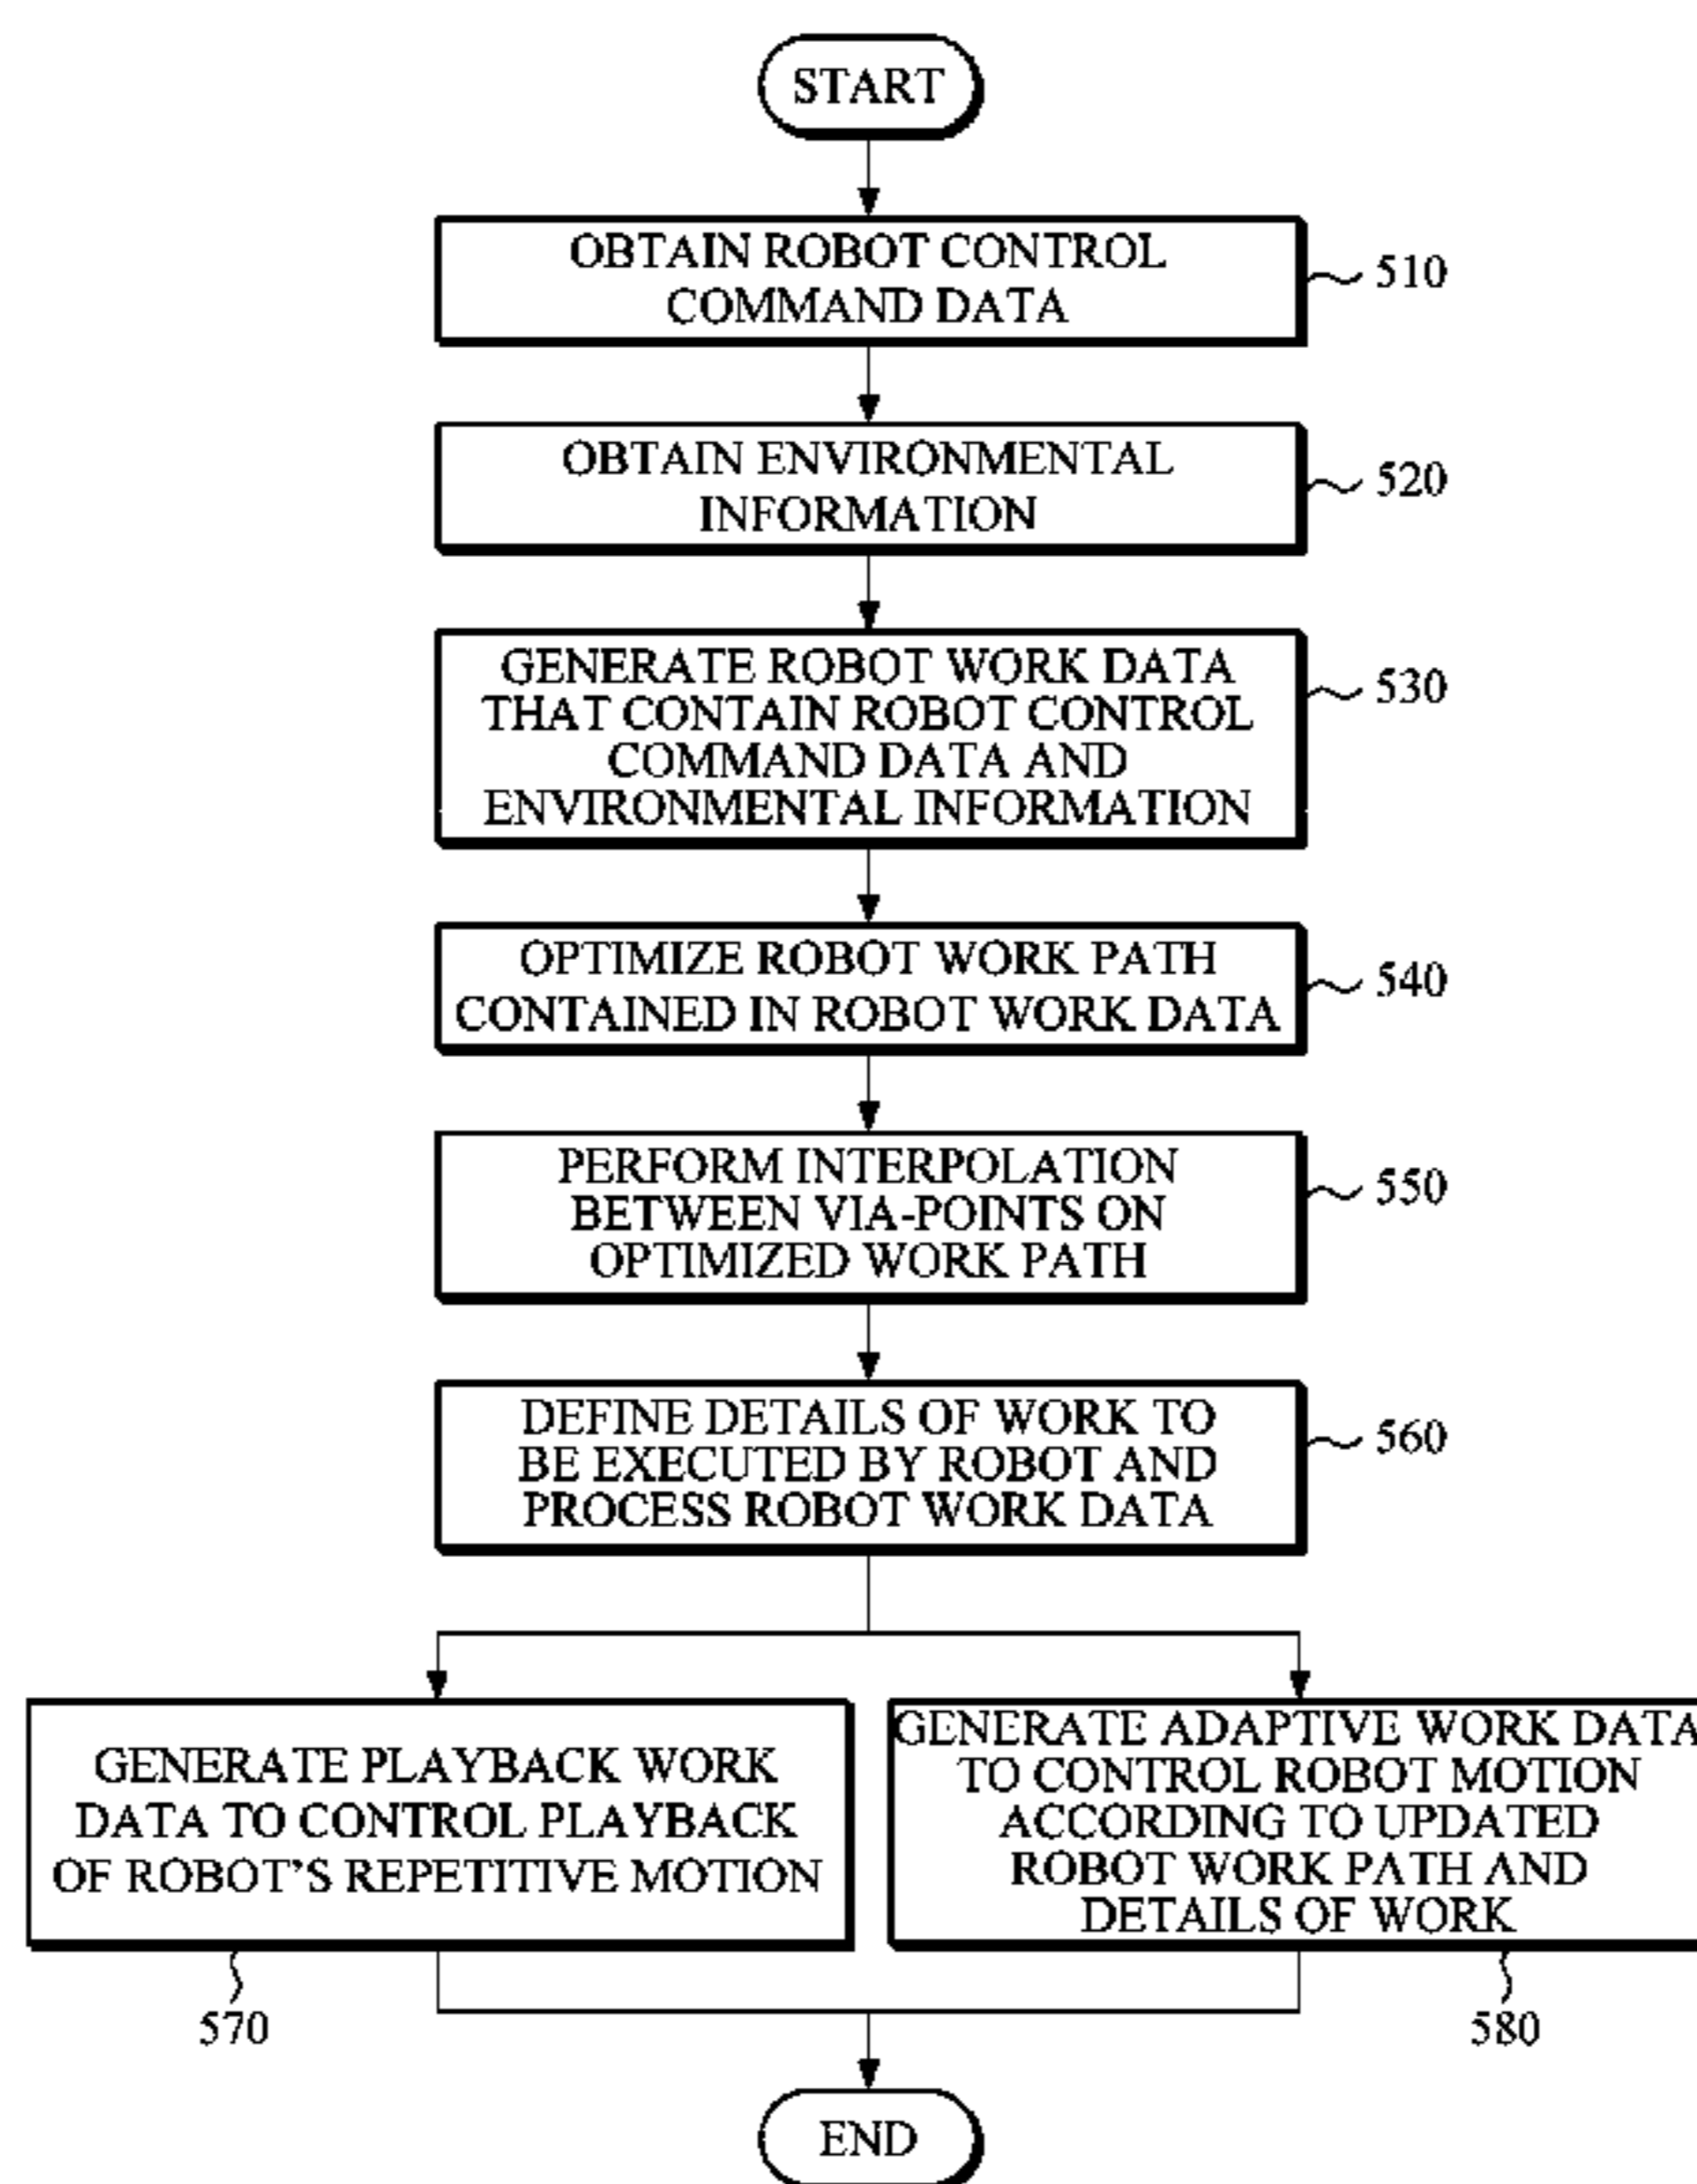 START
OBTAIN ROBOT CONTROL
COMMAND DATA
510
OBTAIN ENVIRONMENTAL
INFORMATION
520
GENERATE ROBOT WORK DATA
THAT CONTAIN ROBOT CONTROL
COMMAND DATA AND
ENVIRONMENTAL INFORMATION
530
OPTIMIZE ROBOT WORK PATH
CONTAINED IN ROBOT WORK DATA
540
PERFORM INTERPOLATION
BETWEEN VIA-POINTS ON
OPTIMIZED WORK PATH
550
DEFINE DETAILS OF WORK TO
BE EXECUTED BY ROBOT AND
PROCESS ROBOT WORK DATA
560
GENERATE PLAYBACK WORK
DATA TO CONTROL PLAYBACK
OF ROBOT'S REPETITIVE MOTION
570
GENERATE ADAPTIVE WORK DATA
TO CONTROL ROBOT MOTION
ACCORDING TO UPDATED
ROBOT WORK PATH AND
DETAILS OF WORK
580
END